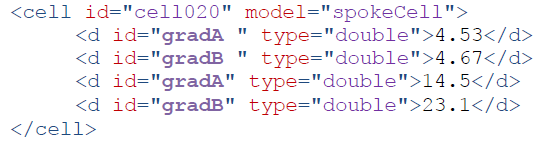 <cell id="cell020" model="spokeCell">
<d id="gradA " type="double">4.53</d>
<d id="gradB " type="double">4.67</d>
<d id="gradA" type="double">14.5</d>
<d id="gradB" type="double">23.1</d>
</cell>